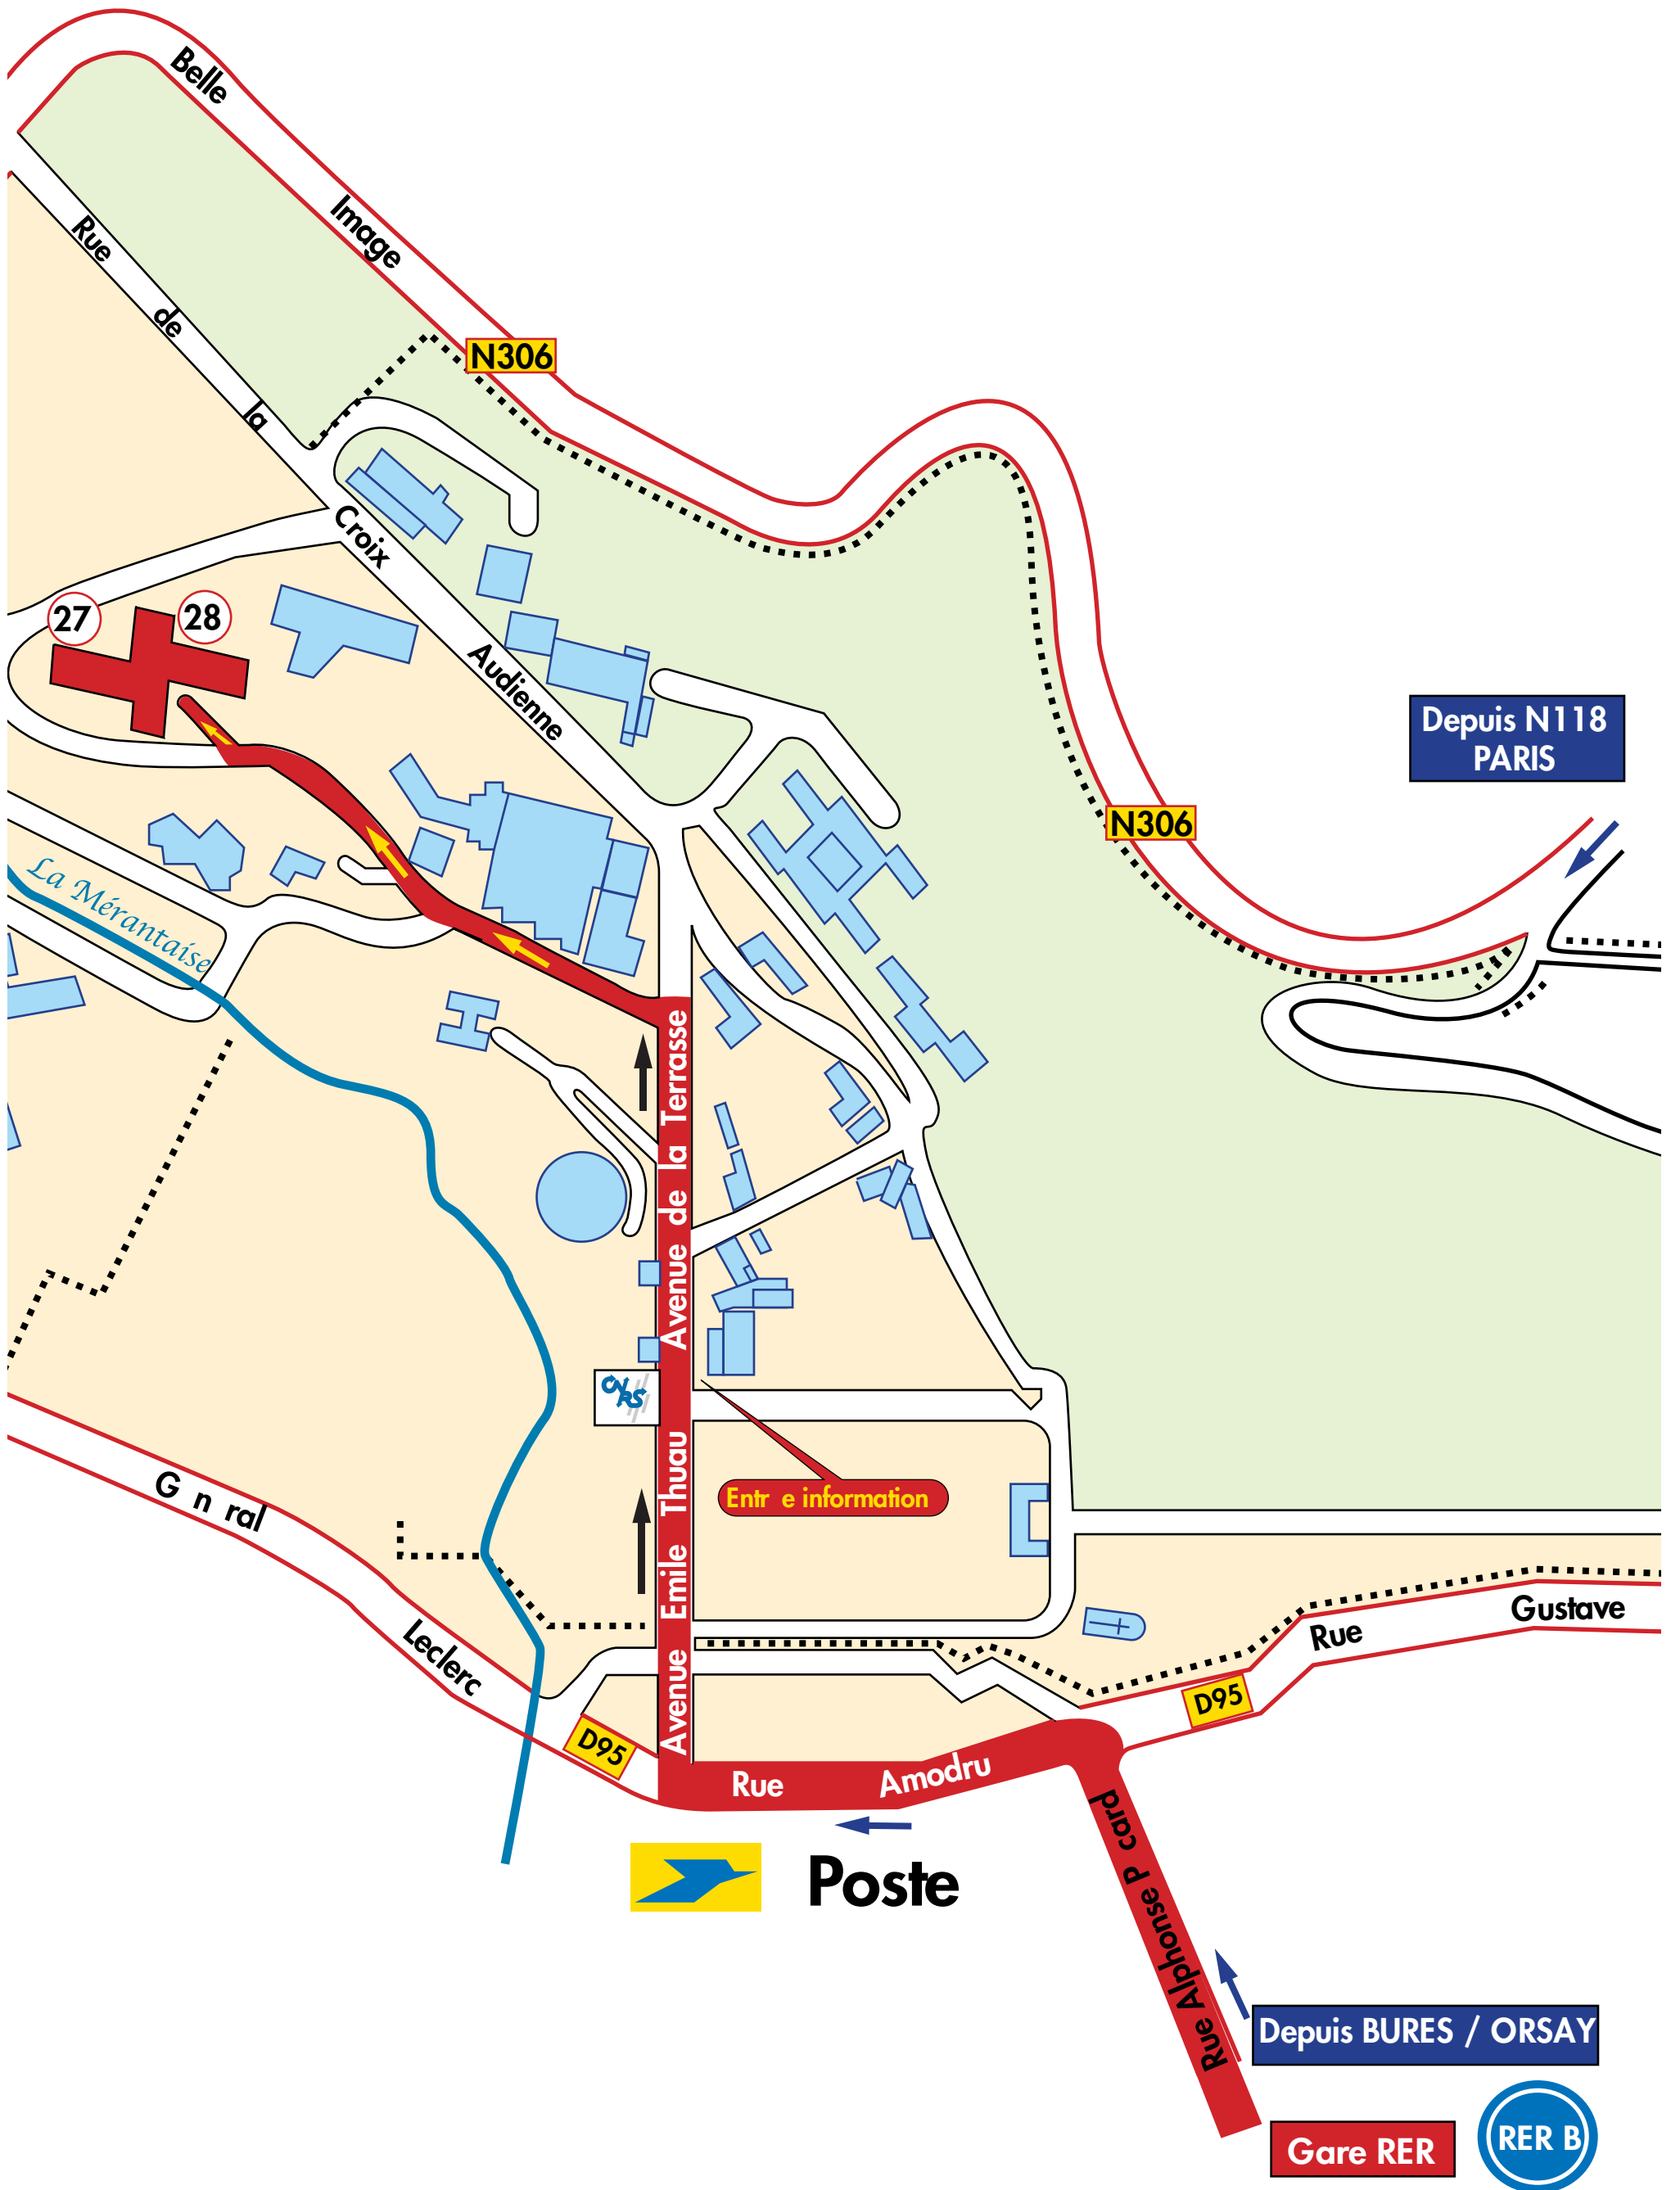 Belle
Image
Rue
de
la
N306
Croix
27
28
Audienne
Depuis N118
PARIS
N306
La Mérantaise
Avenue de la Terrasse
CNRS
G n ral
Entr e information
Avenue Emile Thuau
Leclerc
Gustave
Rue
D95
D95
Rue Amodru
Poste
Rue Alphonse P card
Depuis BURES / ORSAY
Gare RER
RER B